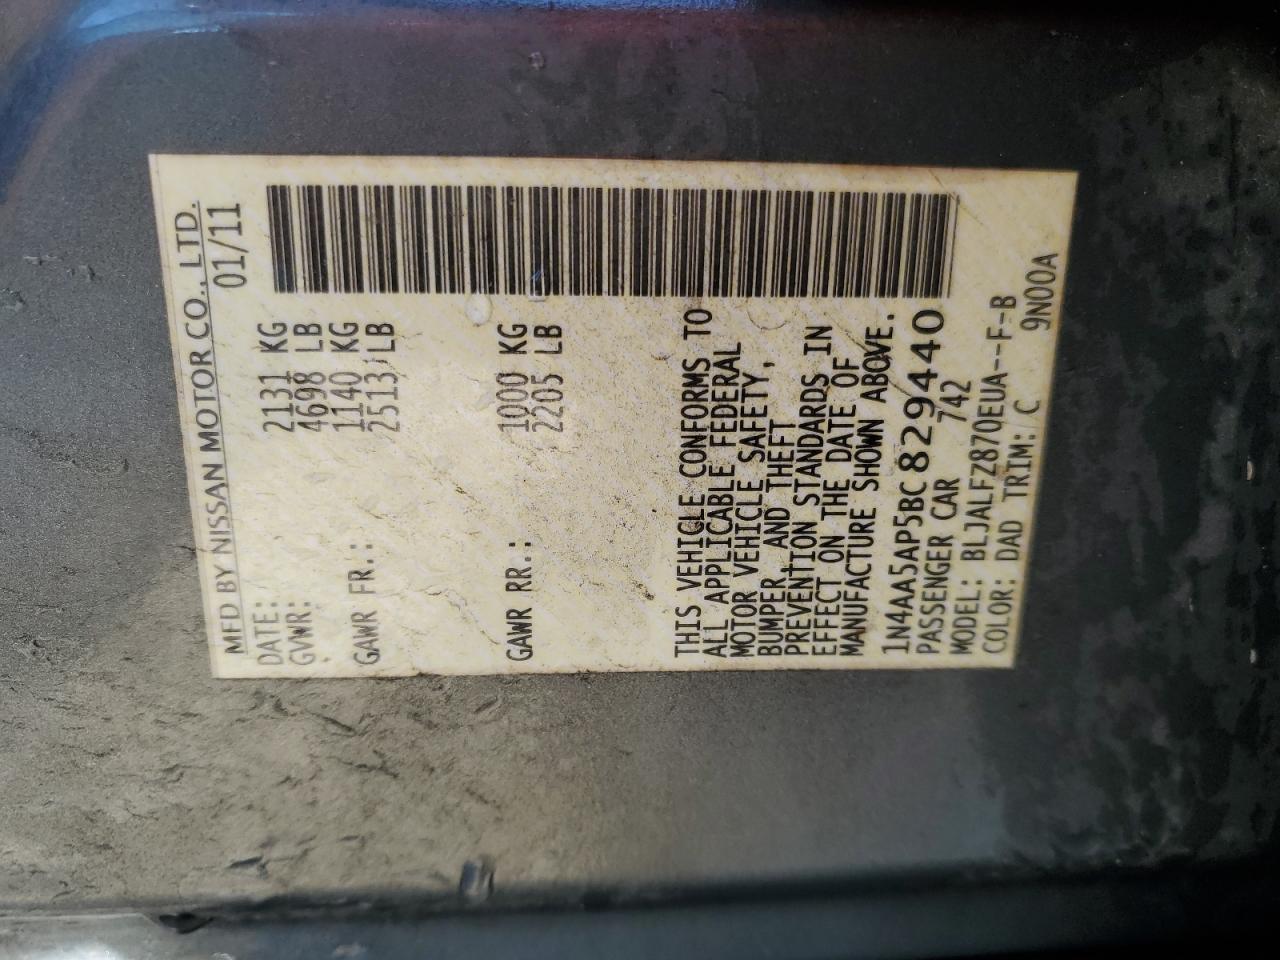 MFD BY NISSAN MOTOR CO., LTD.
DATE: 01/11
GVWR: 2131 KG
4698 LB
GAWR FR.: 1140 KG
2513 LB
GAWR RR.: 1000 KG
2205 LB
THIS VEHICLE CONFORMS TO
ALL APPLICABLE FEDERAL
MOTOR VEHICLE SAFETY,
BUMPER, AND THEFT
PREVENTION STANDARDS IN
EFFECT ON THE DATE OF
MANUFACTURE SHOWN ABOVE.
1N4AA5AP5BC829440
PASSENGER CAR 742
MODEL: BLJALFZ870EUA--F-B
COLOR: DAD TRIM: C 9N00A